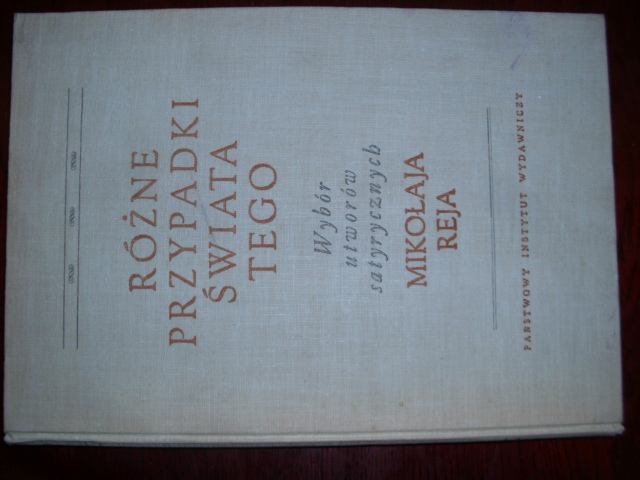 RÓŻNE
PRZYPADKI
ŚWIATA
TEGO
Wybór
utworów
satyrycznych
MIKOŁAJA
REJA
PAŃSTWOWY INSTYTUT WYDAWNICZY